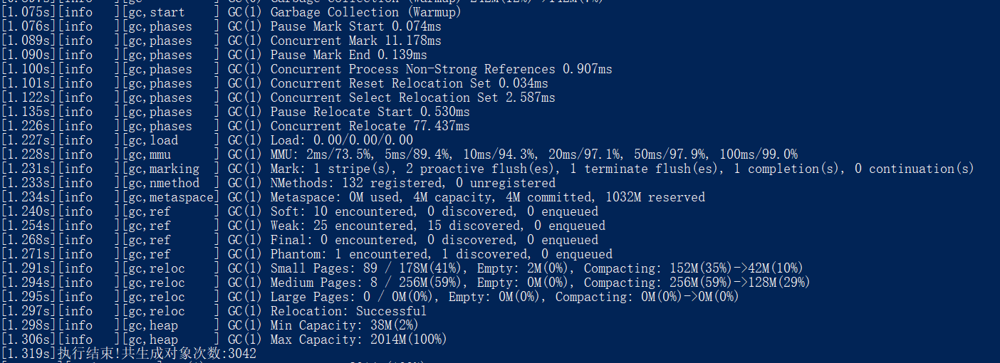 [1.075s][info   ][gc,start    ] GC(1) Garbage Collection (Warmup)
[1.076s][info   ][gc,phases   ] GC(1) Pause Mark Start 0.074ms
[1.089s][info   ][gc,phases   ] GC(1) Concurrent Mark 11.178ms
[1.090s][info   ][gc,phases   ] GC(1) Pause Mark End 0.139ms
[1.100s][info   ][gc,phases   ] GC(1) Concurrent Process Non-Strong References 0.907ms
[1.101s][info   ][gc,phases   ] GC(1) Concurrent Reset Relocation Set 0.034ms
[1.122s][info   ][gc,phases   ] GC(1) Concurrent Select Relocation Set 2.587ms
[1.135s][info   ][gc,phases   ] GC(1) Pause Relocate Start 0.530ms
[1.226s][info   ][gc,phases   ] GC(1) Concurrent Relocate 77.437ms
[1.227s][info   ][gc,load     ] GC(1) Load: 0.00/0.00/0.00
[1.228s][info   ][gc,mmu      ] GC(1) MMU: 2ms/73.5%, 5ms/89.4%, 10ms/94.3%, 20ms/97.1%, 50ms/97.9%, 100ms/99.0%
[1.231s][info   ][gc,marking  ] GC(1) Mark: 1 stripe(s), 2 proactive flush(es), 1 terminate flush(es), 1 completion(s), 0 continuation(s)
[1.233s][info   ][gc,nmethod  ] GC(1) NMethods: 132 registered, 0 unregistered
[1.234s][info   ][gc,metaspace] GC(1) Metaspace: 0M used, 4M capacity, 4M committed, 1032M reserved
[1.240s][info   ][gc,ref      ] GC(1) Soft: 10 encountered, 0 discovered, 0 enqueued
[1.254s][info   ][gc,ref      ] GC(1) Weak: 25 encountered, 15 discovered, 0 enqueued
[1.268s][info   ][gc,ref      ] GC(1) Final: 0 encountered, 0 discovered, 0 enqueued
[1.271s][info   ][gc,ref      ] GC(1) Phantom: 1 encountered, 1 discovered, 0 enqueued
[1.291s][info   ][gc,reloc    ] GC(1) Small Pages: 89 / 178M(41%), Empty: 2M(0%), Compacting: 152M(35%)->42M(10%)
[1.294s][info   ][gc,reloc    ] GC(1) Medium Pages: 8 / 256M(59%), Empty: 0M(0%), Compacting: 256M(59%)->128M(29%)
[1.295s][info   ][gc,reloc    ] GC(1) Large Pages: 0 / 0M(0%), Empty: 0M(0%), Compacting: 0M(0%)->0M(0%)
[1.297s][info   ][gc,reloc    ] GC(1) Relocation: Successful
[1.298s][info   ][gc,heap     ] GC(1) Min Capacity: 38M(2%)
[1.306s][info   ][gc,heap     ] GC(1) Max Capacity: 2014M(100%)
[1.319s]执行结束!共生成对象次数:3042